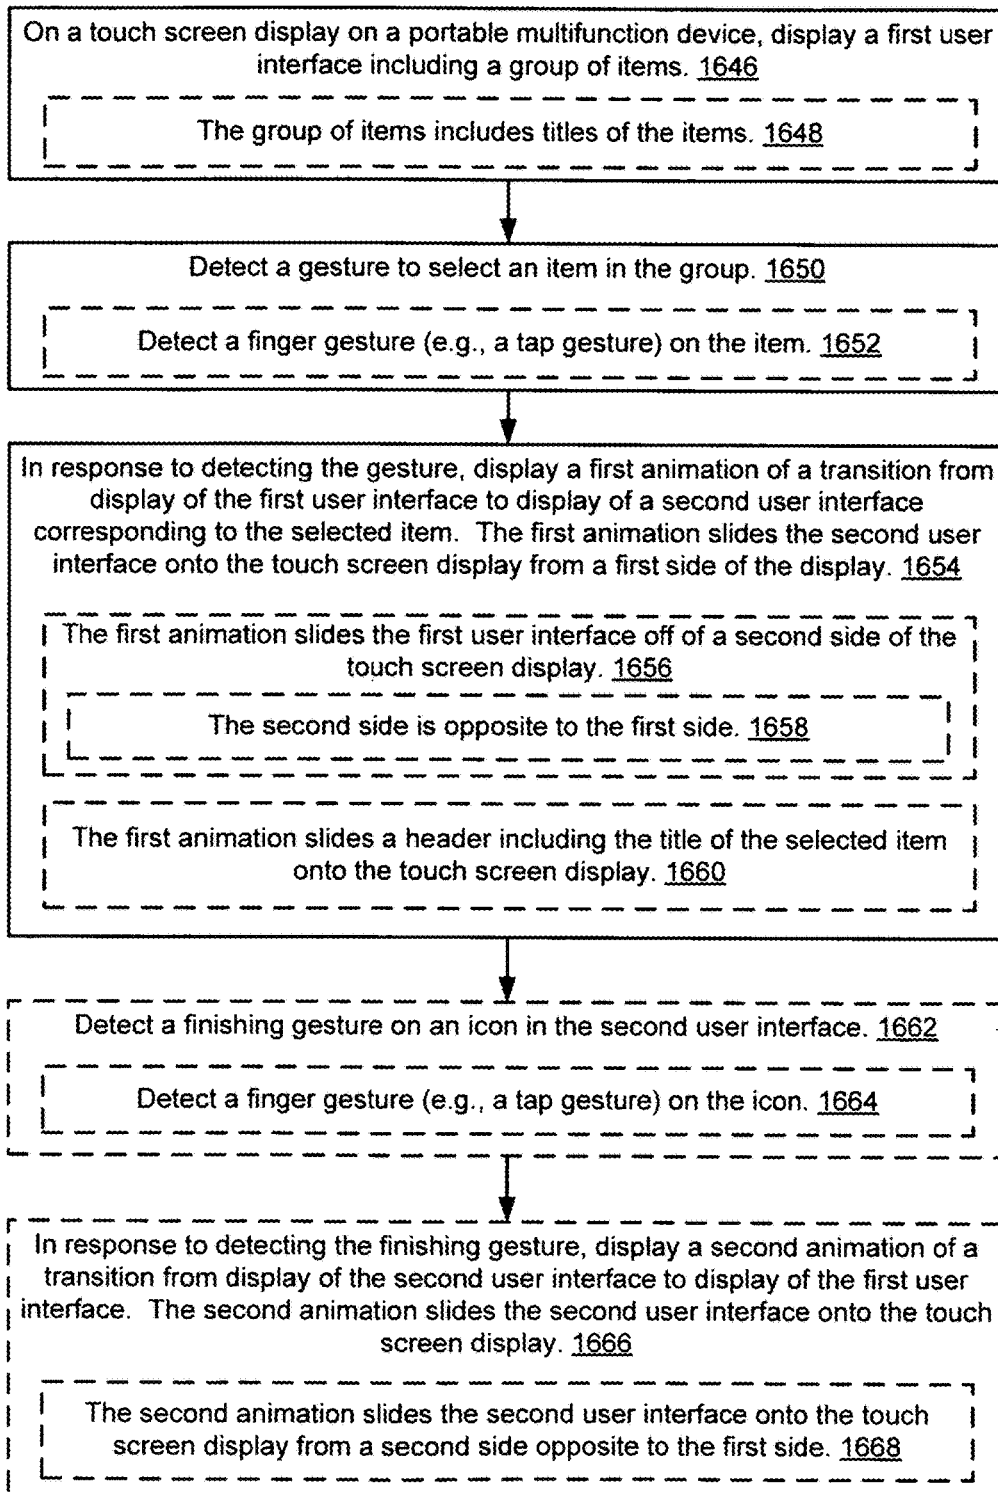 On a touch screen display on a portable multifunction device, display a first user
interface including a group of items. 1646
The group of items includes titles of the items. 1648
Detect a gesture to select an item in the group. 1650
Detect a finger gesture (e.g., a tap gesture) on the item. 1652
In response to detecting the gesture, display a first animation of a transition from
display of the first user interface to display of a second user interface
corresponding to the selected item. The first animation slides the second user
interface onto the touch screen display from a first side of the display. 1654
The first animation slides the first user interface off of a second side of the
touch screen display. 1656
The second side is opposite to the first side. 1658
The first animation slides a header including the title of the selected item
onto the touch screen display. 1660
Detect a finishing gesture on an icon in the second user interface. 1662
Detect a finger gesture (e.g., a tap gesture) on the icon. 1664
In response to detecting the finishing gesture, display a second animation of a
transition from display of the second user interface to display of the first user
interface. The second animation slides the second user interface onto the touch
screen display. 1666
The second animation slides the second user interface onto the touch
screen display from a second side opposite to the first side. 1668